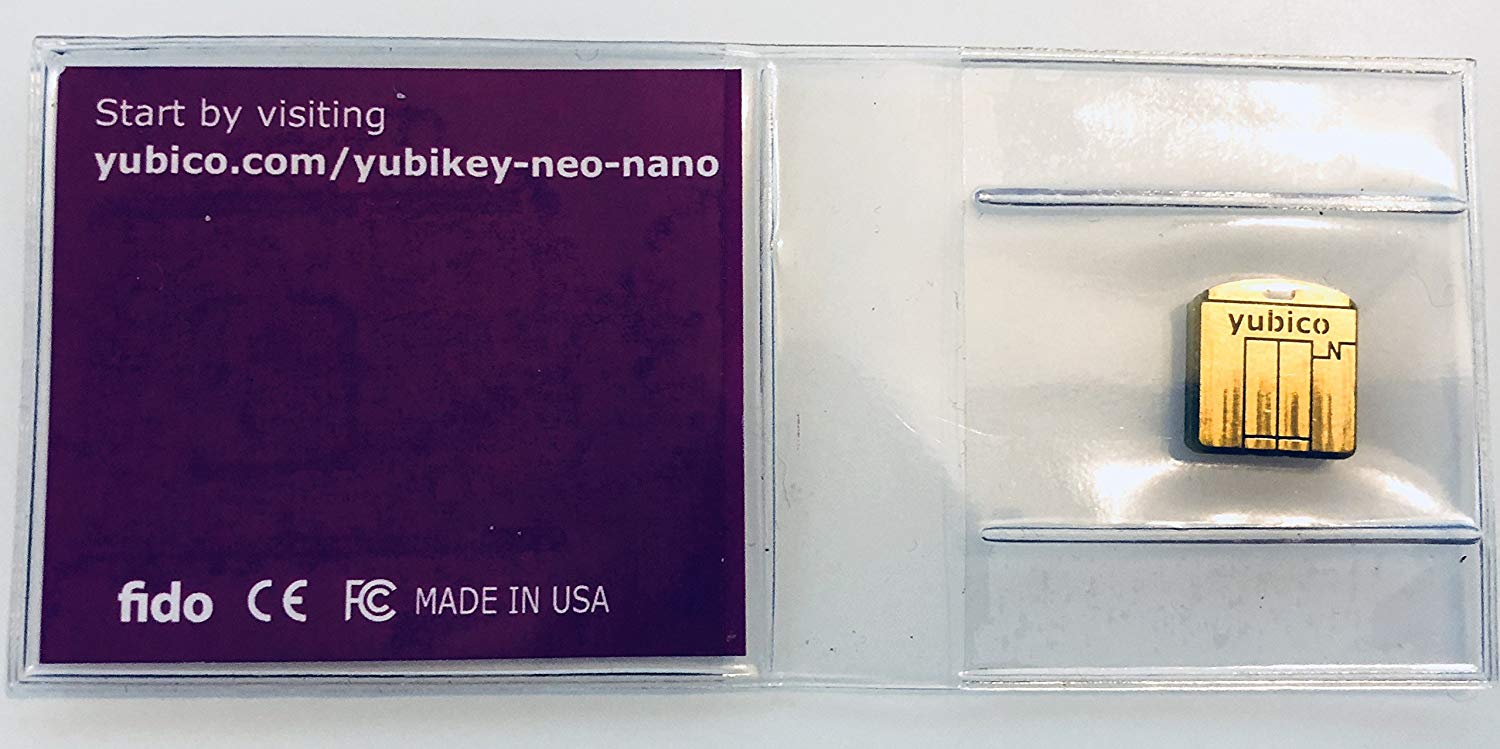 Start by visiting
yubico.com/yubikey-neo-nano
fido CE FC MADE IN USA
yubico
N